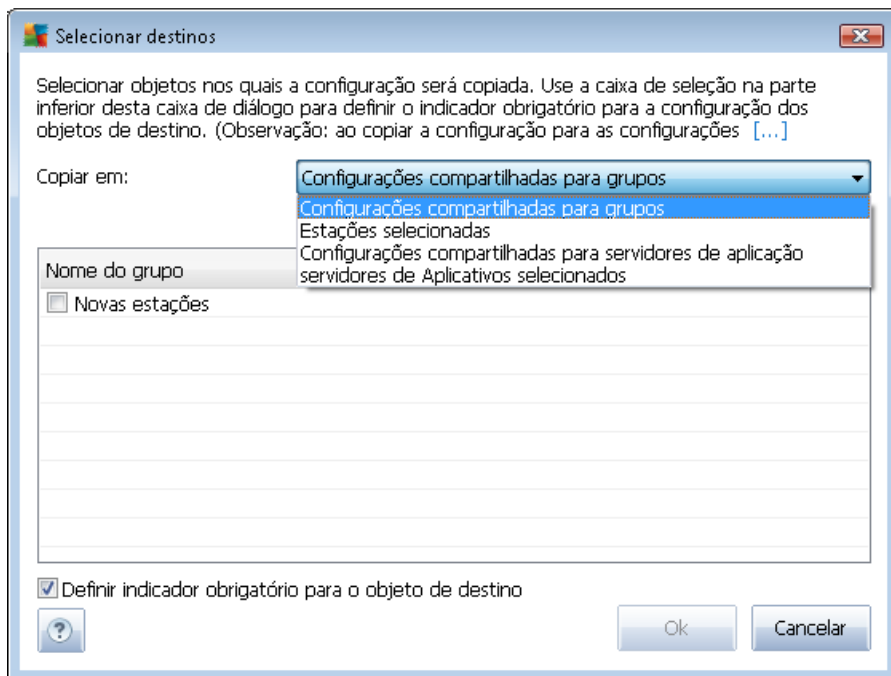 Selecionar destinos
Selecionar objetos nos quais a configuração será copiada. Use a caixa de seleção na parte
inferior desta caixa de diálogo para definir o indicador obrigatório para a configuração dos
objetos de destino. (Observação: ao copiar a configuração para as configurações [...]
Copiar em:
Configurações compartilhadas para grupos
Configurações compartilhadas para grupos
Estações selecionadas
Configurações compartilhadas para servidores de aplicação
servidores de Aplicativos selecionados
Nome do grupo
Novas estações
Definir indicador obrigatório para o objeto de destino
?
Ok
Cancelar